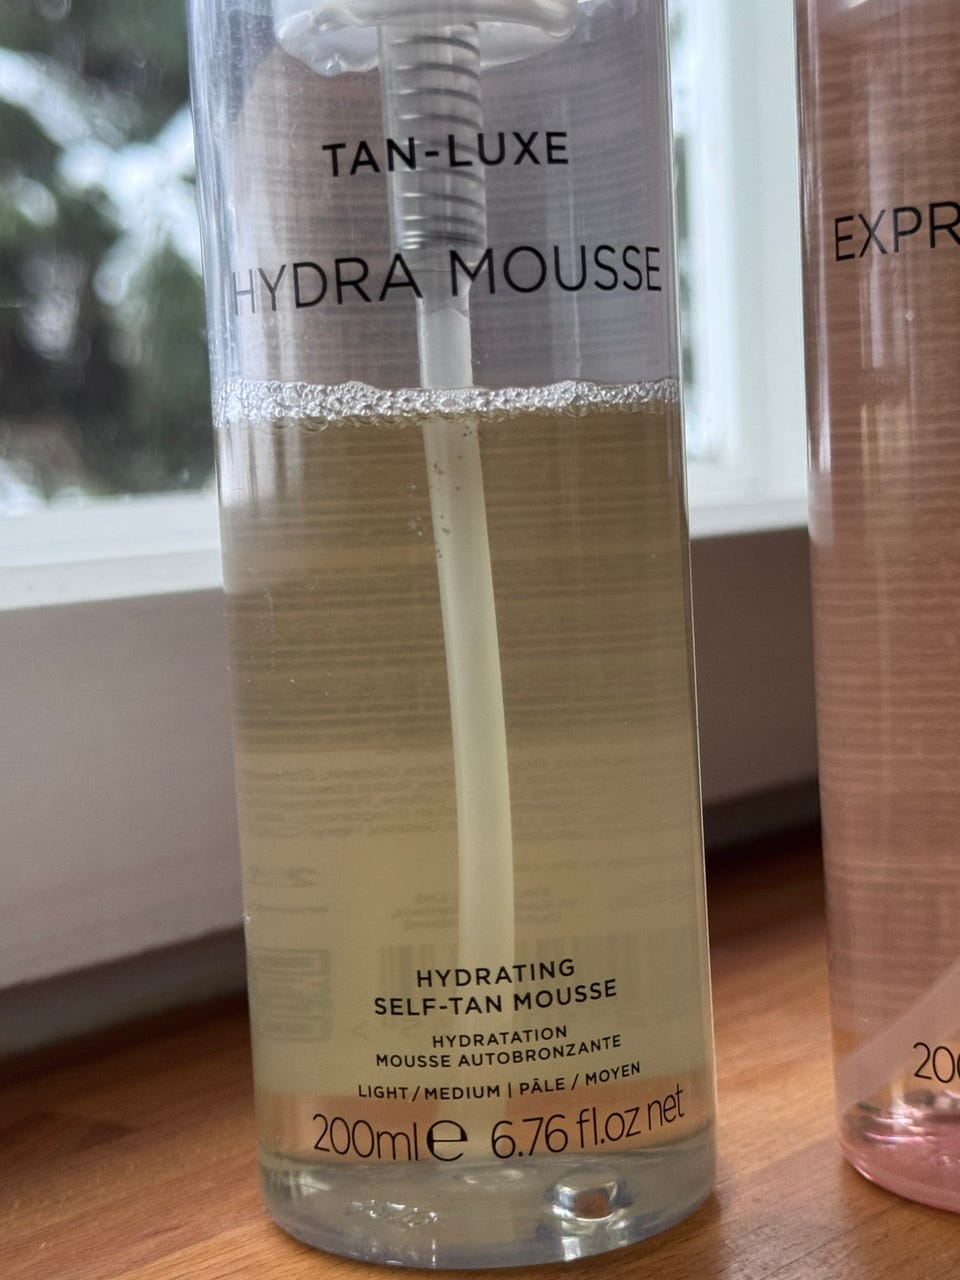 TAN-LUXE
HYDRA MOUSSE
HYDRATING
SELF-TAN MOUSSE
HYDRATATION
MOUSSE AUTOBRONZANTE
LIGHT/MEDIUM | PÂLE / MOYEN
200ml e 6.76 fl.oz net
EXPR
200